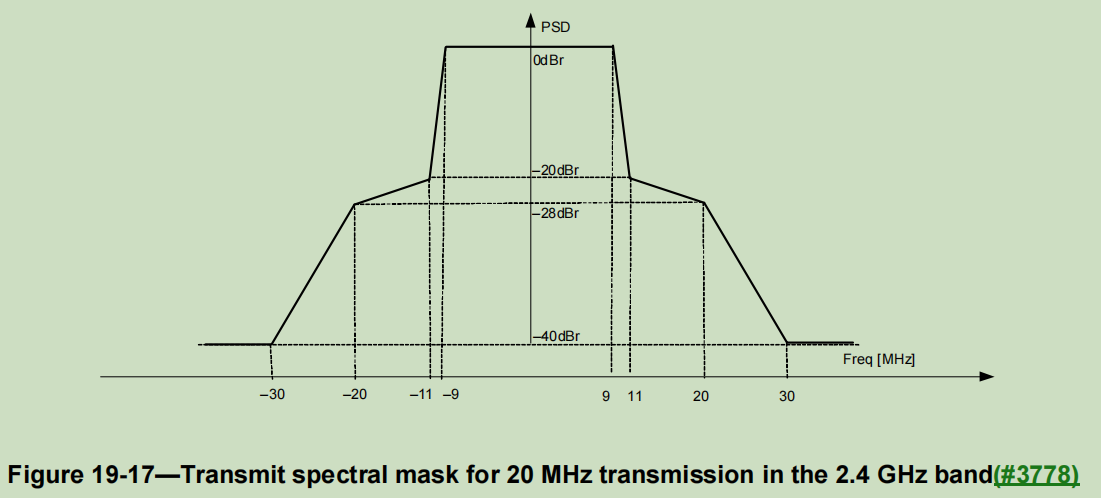 PSD
0dBr
–20dBr
–28dBr
–40dBr
Freq [MHz]
–30 –20 –11 –9 9 11 20 30
Figure 19-17—Transmit spectral mask for 20 MHz transmission in the 2.4 GHz band(#3778)